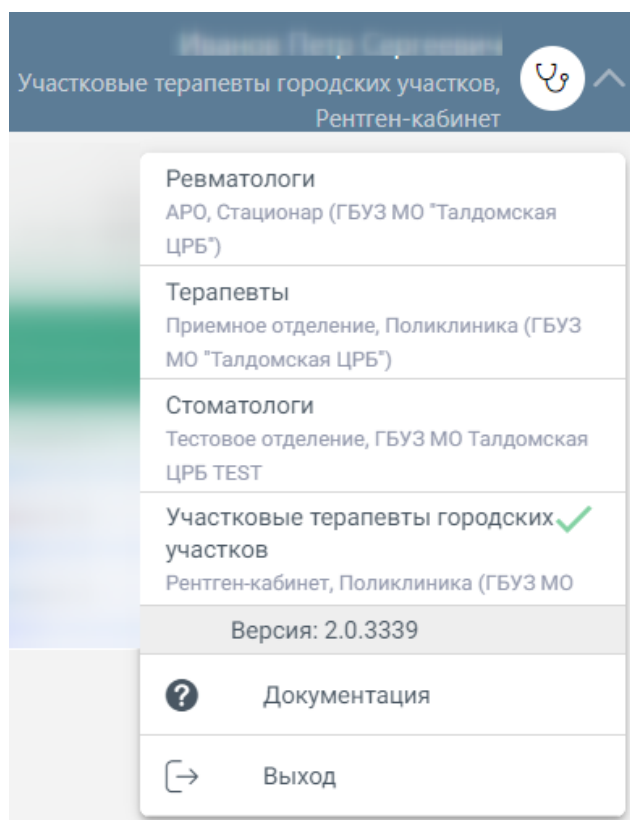 Участковые терапевты городских участков,
Рентген-кабинет
Ревматологи
АРО, Стационар (ГБУЗ МО "Талдомская
ЦРБ")
Терапевты
Приемное отделение, Поликлиника (ГБУЗ
МО "Талдомская ЦРБ")
Стоматологи
Тестовое отделение, ГБУЗ МО Талдомская
ЦРБ TEST
Участковые терапевты городских
участков
Рентген-кабинет, Поликлиника (ГБУЗ МО
Версия: 2.0.3339
Документация
Выход